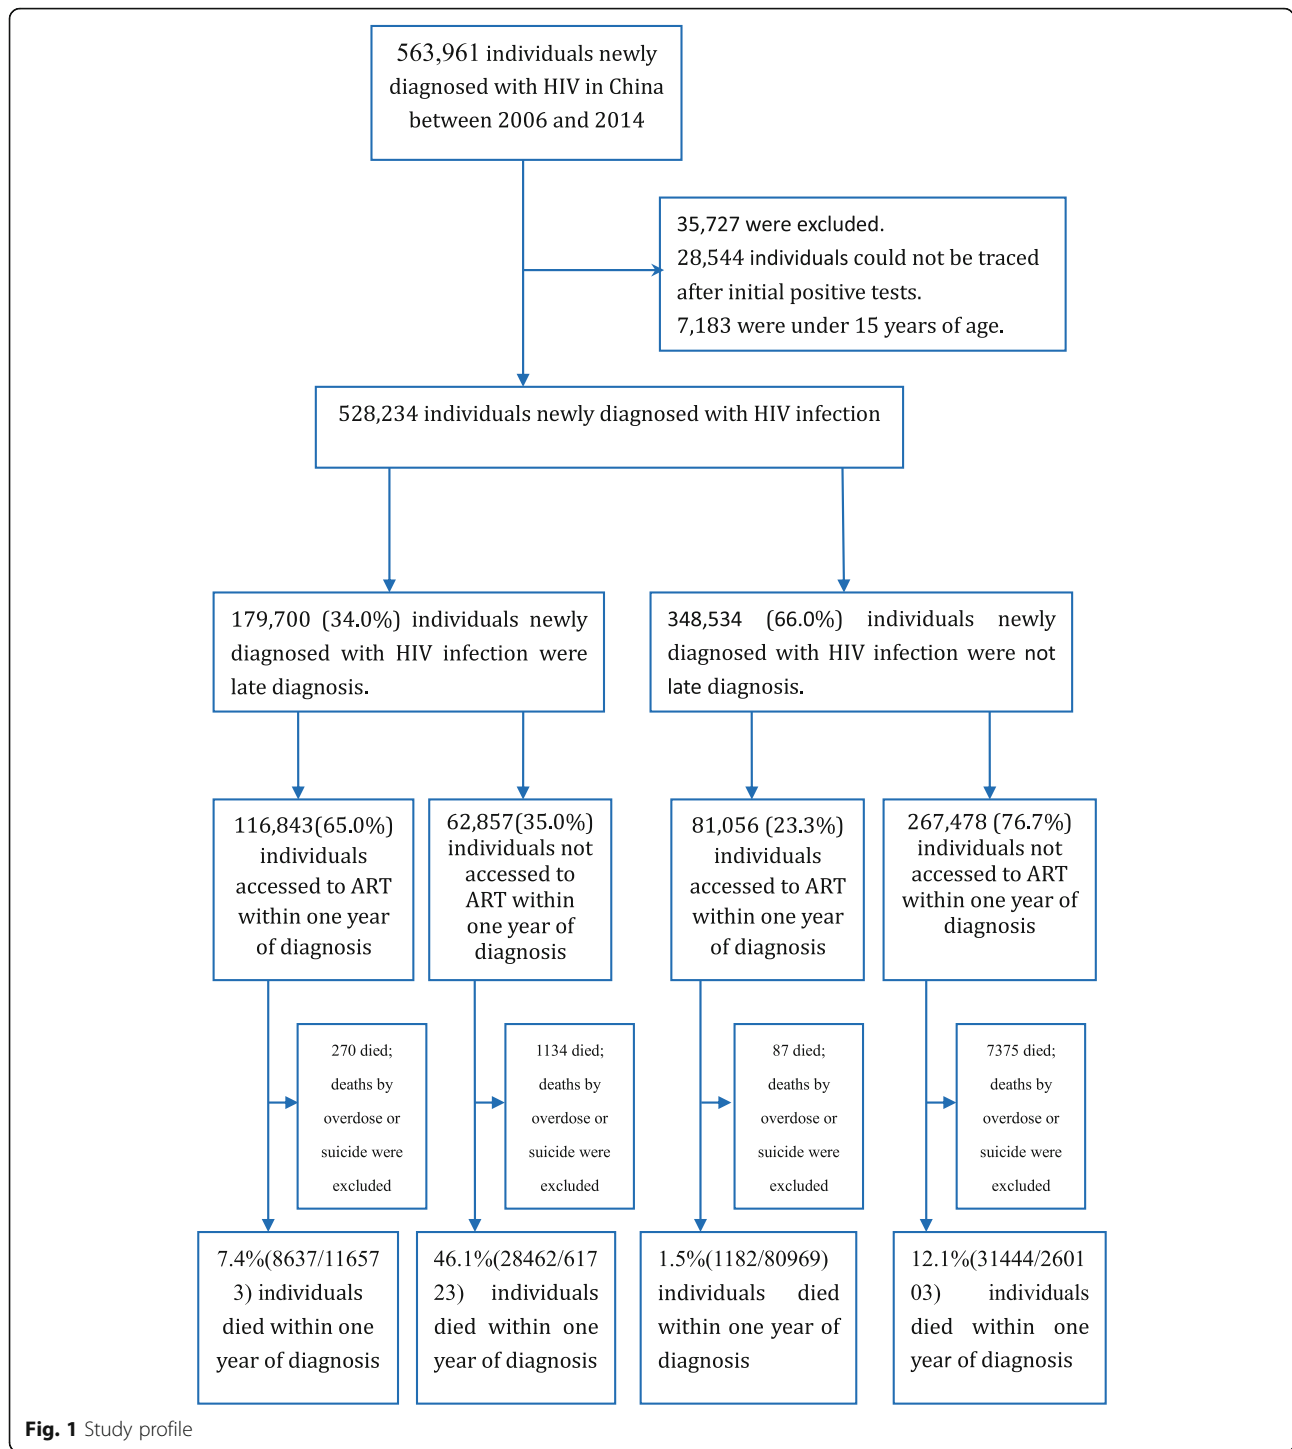 563,961 individuals newly
diagnosed with HIV in China
between 2006 and 2014
35,727 were excluded.
28,544 individuals could not be traced
after initial positive tests.
7,183 were under 15 years of age.
528,234 individuals newly diagnosed with HIV infection
179,700 (34.0%) individuals newly
diagnosed with HIV infection were
late diagnosis.
348,534 (66.0%) individuals newly
diagnosed with HIV infection were not
late diagnosis.
116,843(65.0%)
individuals
accessed to ART
within one year
of diagnosis
62,857(35.0%)
individuals not
accessed to
ART within
one year of
diagnosis
81,056 (23.3%)
individuals
accessed to ART
within one year
of diagnosis
267,478 (76.7%)
individuals not
accessed to ART
within one year of
diagnosis
270 died;
deaths by
overdose or
suicide were
excluded
1134 died;
deaths by
overdose or
suicide were
excluded
87 died;
deaths by
overdose or
suicide were
excluded
7375 died;
deaths by
overdose or
suicide were
excluded
7.4%(8637/11657
3) individuals
died within one
year of diagnosis
46.1%(28462/617
23) individuals
died within one
year of diagnosis
1.5%(1182/80969)
individuals died
within one year of
diagnosis
12.1%(31444/2601
03) individuals
died within one
year of diagnosis
Fig. 1 Study profile